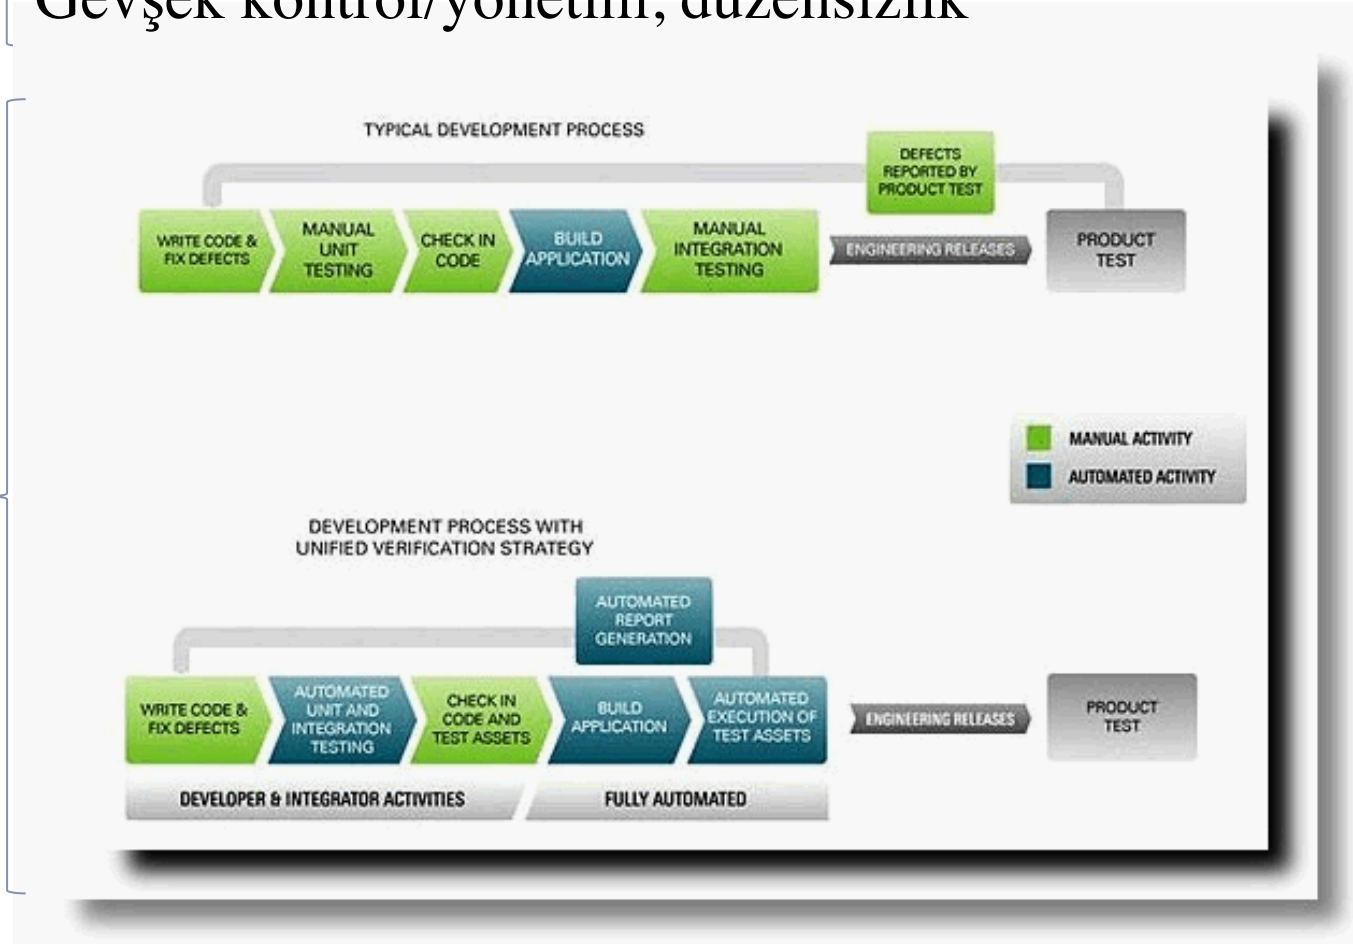 Gevşek kontrol/yönetim, düzensizlik
TYPICAL DEVELOPMENT PROCESS
DEFECTS
REPORTED BY
PRODUCT TEST
WRITE CODE &
FIX DEFECTS
MANUAL
UNIT
TESTING
CHECK IN
CODE
BUILD
APPLICATION
MANUAL
INTEGRATION
TESTING
ENGINEERING RELEASES
PRODUCT
TEST
MANUAL ACTIVITY
AUTOMATED ACTIVITY
DEVELOPMENT PROCESS WITH
UNIFIED VERIFICATION STRATEGY
AUTOMATED
REPORT
GENERATION
WRITE CODE &
FIX DEFECTS
AUTOMATED
UNIT AND
INTEGRATION
TESTING
CHECK IN
CODE AND
TEST ASSETS
BUILD
APPLICATION
AUTOMATED
EXECUTION OF
TEST ASSETS
ENGINEERING RELEASES
PRODUCT
TEST
DEVELOPER & INTEGRATOR ACTIVITIES
FULLY AUTOMATED